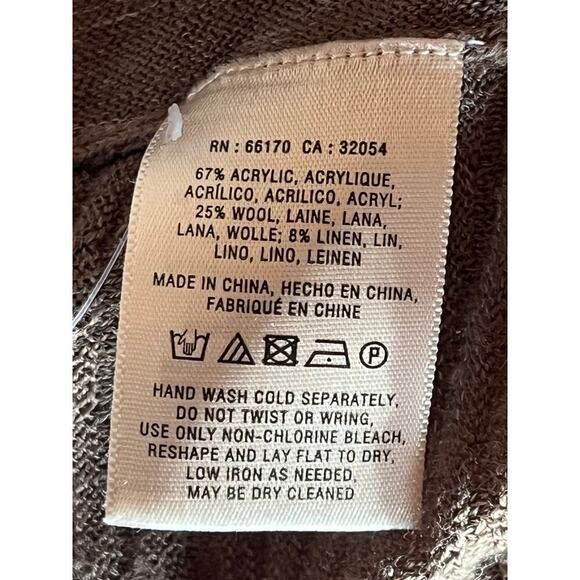 RN : 66170 CA : 32054
67% ACRYLIC, ACRYLIQUE,
ACRÍLICO, ACRILICO, ACRYL;
25% WOOL, LAINE, LANA,
LANA, WOLLE; 8% LINEN, LIN,
LINO, LINO, LEINEN
MADE IN CHINA, HECHO EN CHINA,
FABRIQUÉ EN CHINE
P
HAND WASH COLD SEPARATELY,
DO NOT TWIST OR WRING,
USE ONLY NON-CHLORINE BLEACH,
RESHAPE AND LAY FLAT TO DRY,
LOW IRON AS NEEDED,
MAY BE DRY CLEANED